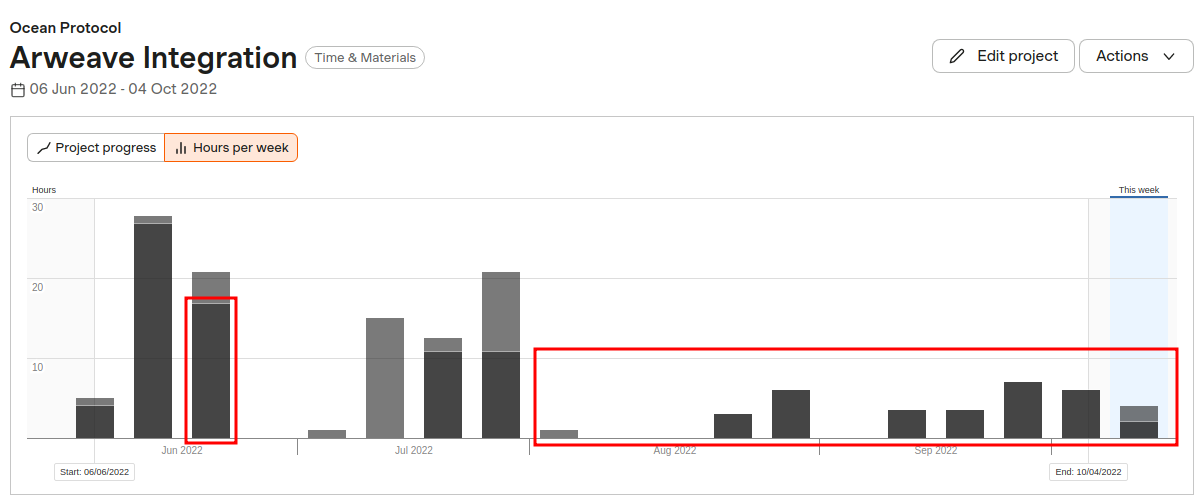 Ocean Protocol
Arweave Integration Time & Materials
Edit project Actions
06 Jun 2022 - 04 Oct 2022
Project progress Hours per week
Hours This week
30
20
10
Jun 2022 Jul 2022 Aug 2022 Sep 2022
Start: 06/06/2022 End: 10/04/2022